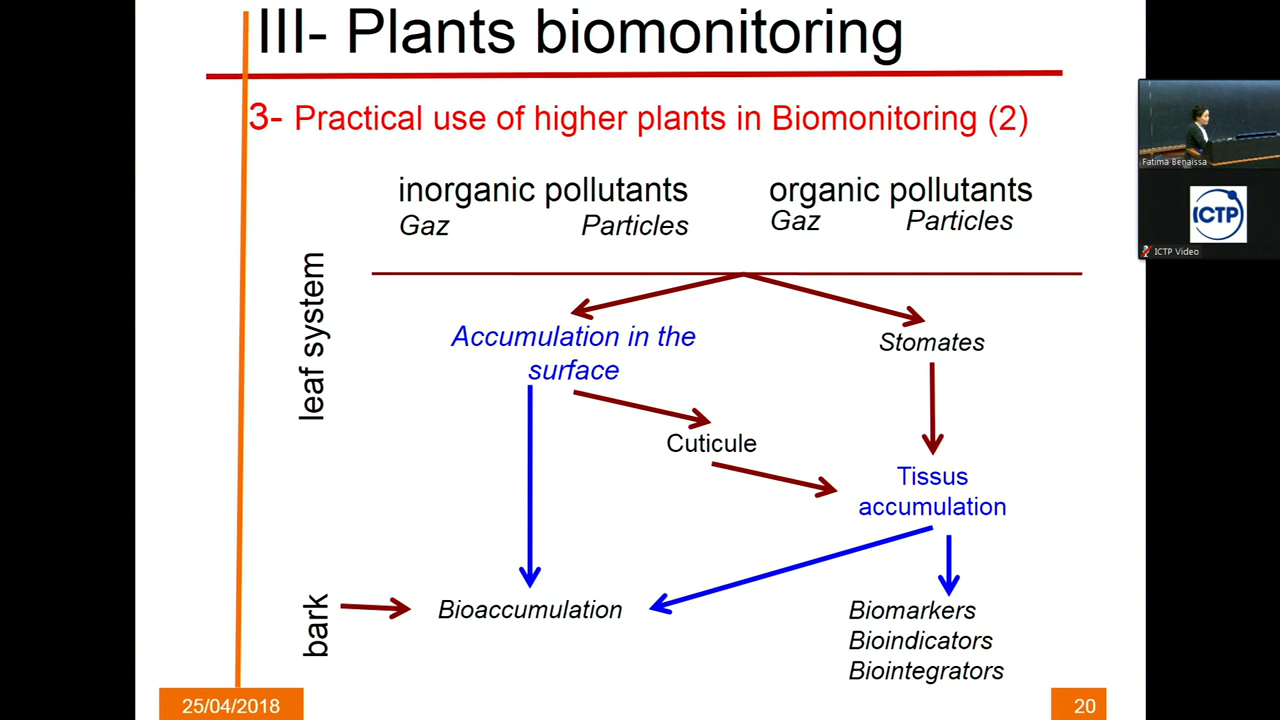 III- Plants biomonitoring
3- Practical use of higher plants in Biomonitoring (2)
inorganic pollutants
organic pollutants
Gaz
Particles
Gaz
Particles
leaf system
Accumulation in the
surface
Stomates
Cuticule
Tissus
accumulation
bark
Bioaccumulation
Biomarkers
Bioindicators
Biointegrators
25/04/2018
20
Fatima Benaissa
ICTP
ICTP Video